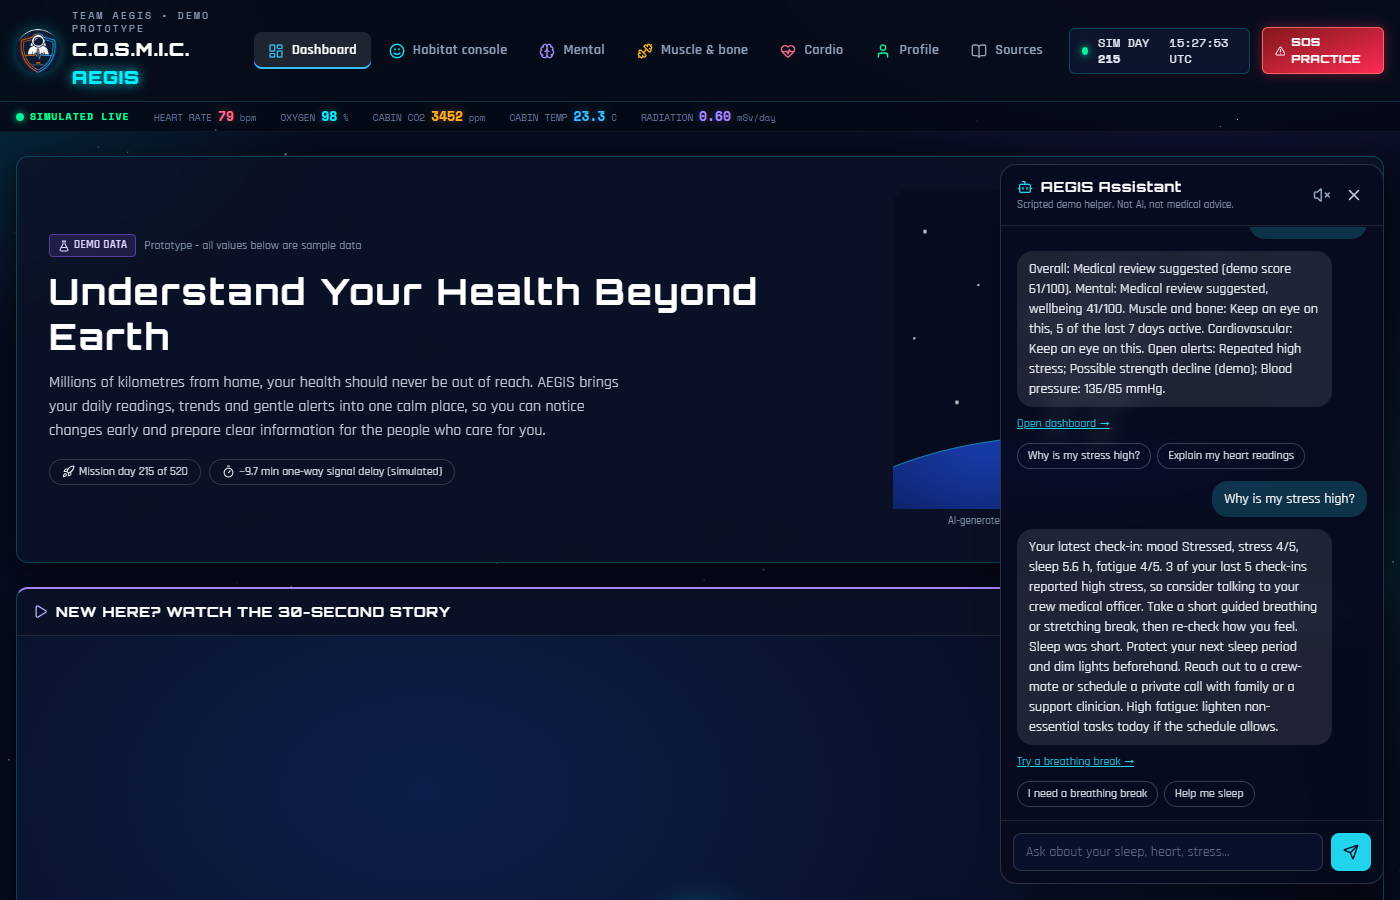 TEAM AEGIS • DEMO
PROTOTYPE
C.O.S.M.I.C.
AEGIS
Dashboard
Habitat console
Mental
Muscle & bone
Cardio
Profile
Sources
SIM DAY
215
15:27:53
UTC
SOS
PRACTICE
SIMULATED LIVE
HEART RATE 79 bpm
OXYGEN 98 %
CABIN CO2 3452 ppm
CABIN TEMP 23.3 C
RADIATION 0.60 mSv/day
DEMO DATA
Prototype - all values below are sample data
Understand Your Health Beyond
Earth
Millions of kilometres from home, your health should never be out of reach. AEGIS brings
your daily readings, trends and gentle alerts into one calm place, so you can notice
changes early and prepare clear information for the people who care for you.
Mission day 215 of 520
~9.7 min one-way signal delay (simulated)
AI-generate
NEW HERE? WATCH THE 30-SECOND STORY
AEGIS Assistant
Scripted demo helper. Not AI, not medical advice.
Overall: Medical review suggested (demo score
61/100). Mental: Medical review suggested,
wellbeing 41/100. Muscle and bone: Keep an eye on
this, 5 of the last 7 days active. Cardiovascular:
Keep an eye on this. Open alerts: Repeated high
stress; Possible strength decline (demo); Blood
pressure: 136/85 mmHg.
Open dashboard →
Why is my stress high?
Explain my heart readings
Why is my stress high?
Your latest check-in: mood Stressed, stress 4/5,
sleep 5.6 h, fatigue 4/5. 3 of your last 5 check-ins
reported high stress, so consider talking to your
crew medical officer. Take a short guided breathing
or stretching break, then re-check how you feel.
Sleep was short. Protect your next sleep period
and dim lights beforehand. Reach out to a crew-
mate or schedule a private call with family or a
support clinician. High fatigue: lighten non-
essential tasks today if the schedule allows.
Try a breathing break →
I need a breathing break
Help me sleep
Ask about your sleep, heart, stress...